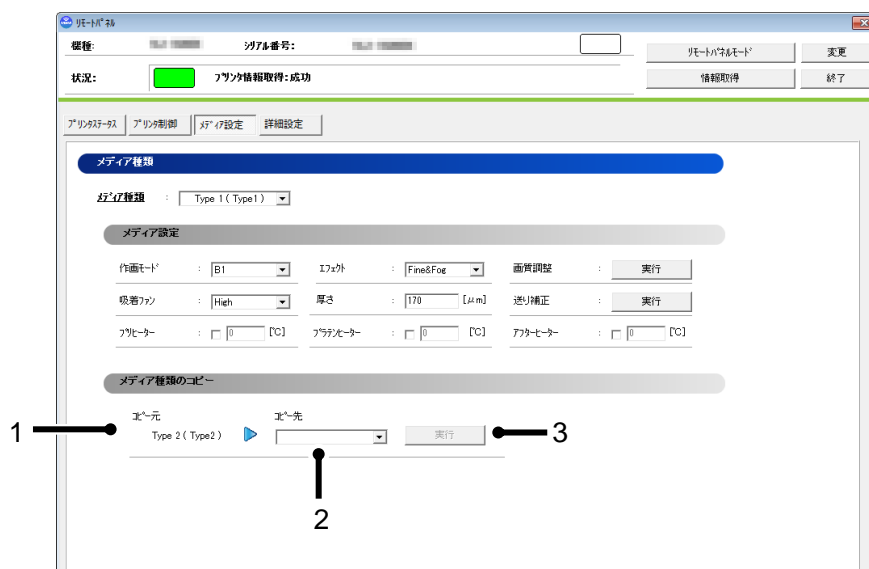 リモートパネル
機種:
シリアル番号:
リモートパネルモード
変更
状況:
プリンタ情報取得:成功
情報取得
終了
プリンタステータス
プリンタ制御
メディア設定
詳細設定
メディア種類
メディア種類 : Type 1 ( Type1 )
メディア設定
作画モード : B1
エフェクト : Fine&Fog
画質調整 : 実行
吸着ファン : High
厚さ : 170 [μm]
送り補正 : 実行
プリヒーター : 0 [℃]
プラテンヒーター : 0 [℃]
アフターヒーター : 0 [℃]
メディア種類のコピー
コピー元
コピー先
1
Type 2 ( Type2 )
実行
3
2